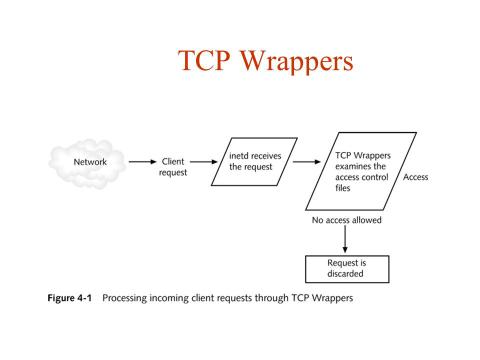 TCP Wrappers
Network
Client
request
inetd receives
the request
TCP Wrappers
examines the
access control
files
Access
No access allowed
Request is
discarded
Figure 4-1 Processing incoming client requests through TCP Wrappers